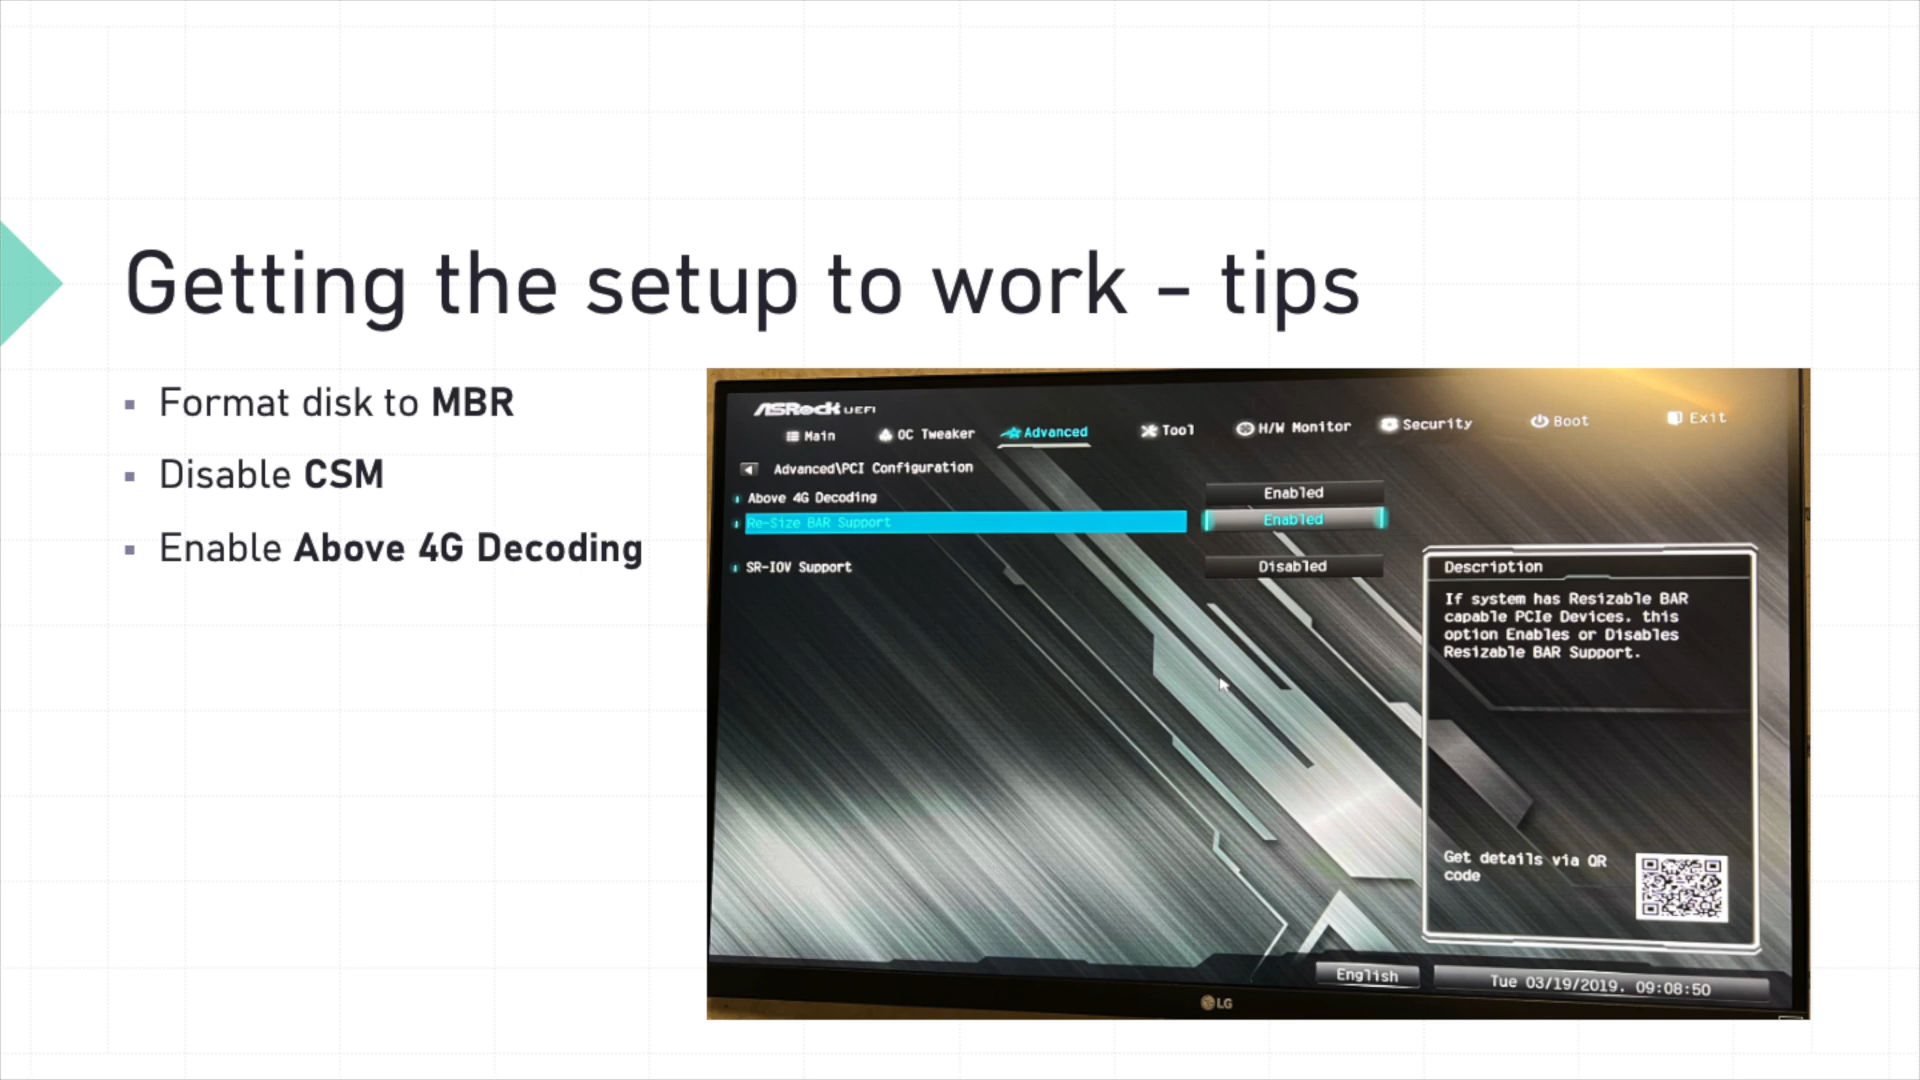 Getting the setup to work - tips
▪ Format disk to MBR
▪ Disable CSM
▪ Enable Above 4G Decoding
ASRock UEFI
Main OC Tweaker Advanced Tool H/W Monitor Security Boot Exit
Advanced\PCI Configuration
Above 4G Decoding Enabled
Re-Size BAR Support Enabled
SR-IOV Support Disabled
Description
If system has Resizable BAR
capable PCIe Devices, this
option Enables or Disables
Resizable BAR Support.
Get details via QR
code
English Tue 03/19/2019, 09:08:50
LG